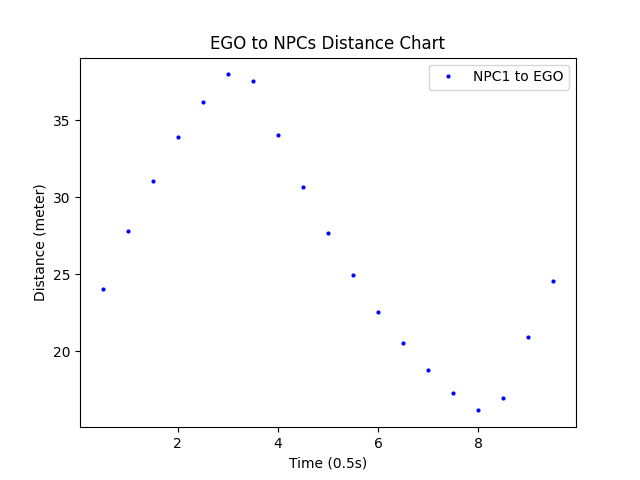 EGO to NPCs Distance Chart
NPC1 to EGO
35
30
25
20
Distance (meter)
2 4 6 8
Time (0.5s)